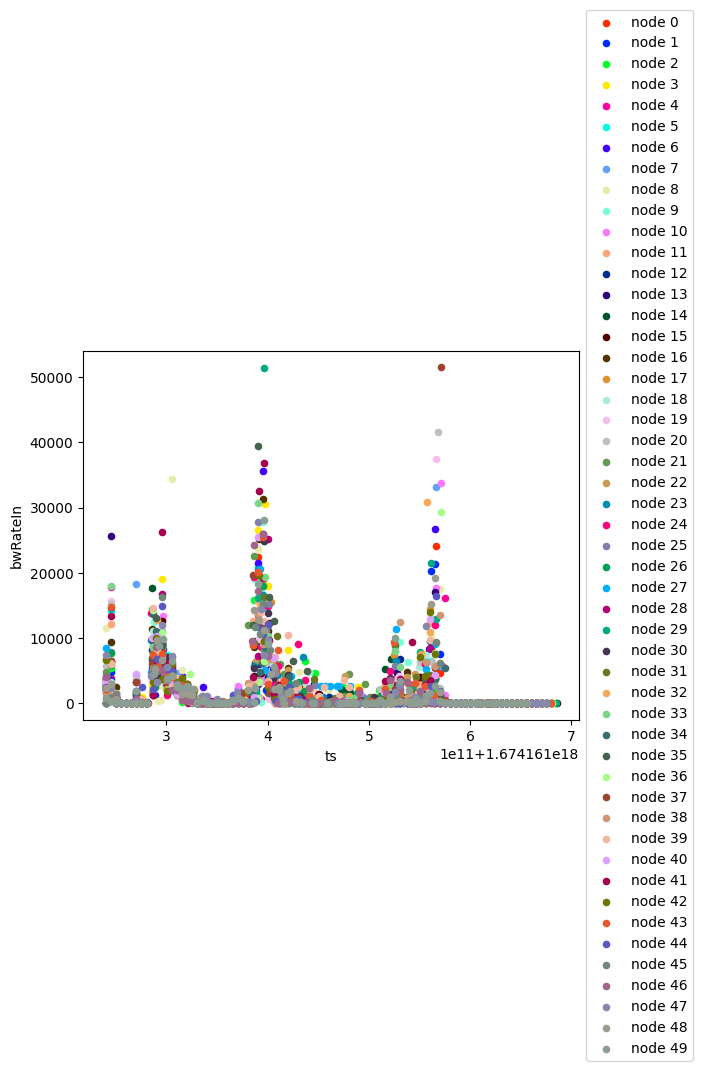 node 0
node 1
node 2
node 3
node 4
node 5
node 6
node 7
node 8
node 9
node 10
node 11
node 12
node 13
node 14
node 15
node 16
node 17
node 18
node 19
node 20
node 21
node 22
node 23
node 24
node 25
node 26
node 27
node 28
node 29
node 30
node 31
node 32
node 33
node 34
node 35
node 36
node 37
node 38
node 39
node 40
node 41
node 42
node 43
node 44
node 45
node 46
node 47
node 48
node 49
50000
40000
30000
20000
10000
0
bwRateIn
3 4 5 6 7
ts
1e11+1.674161e18